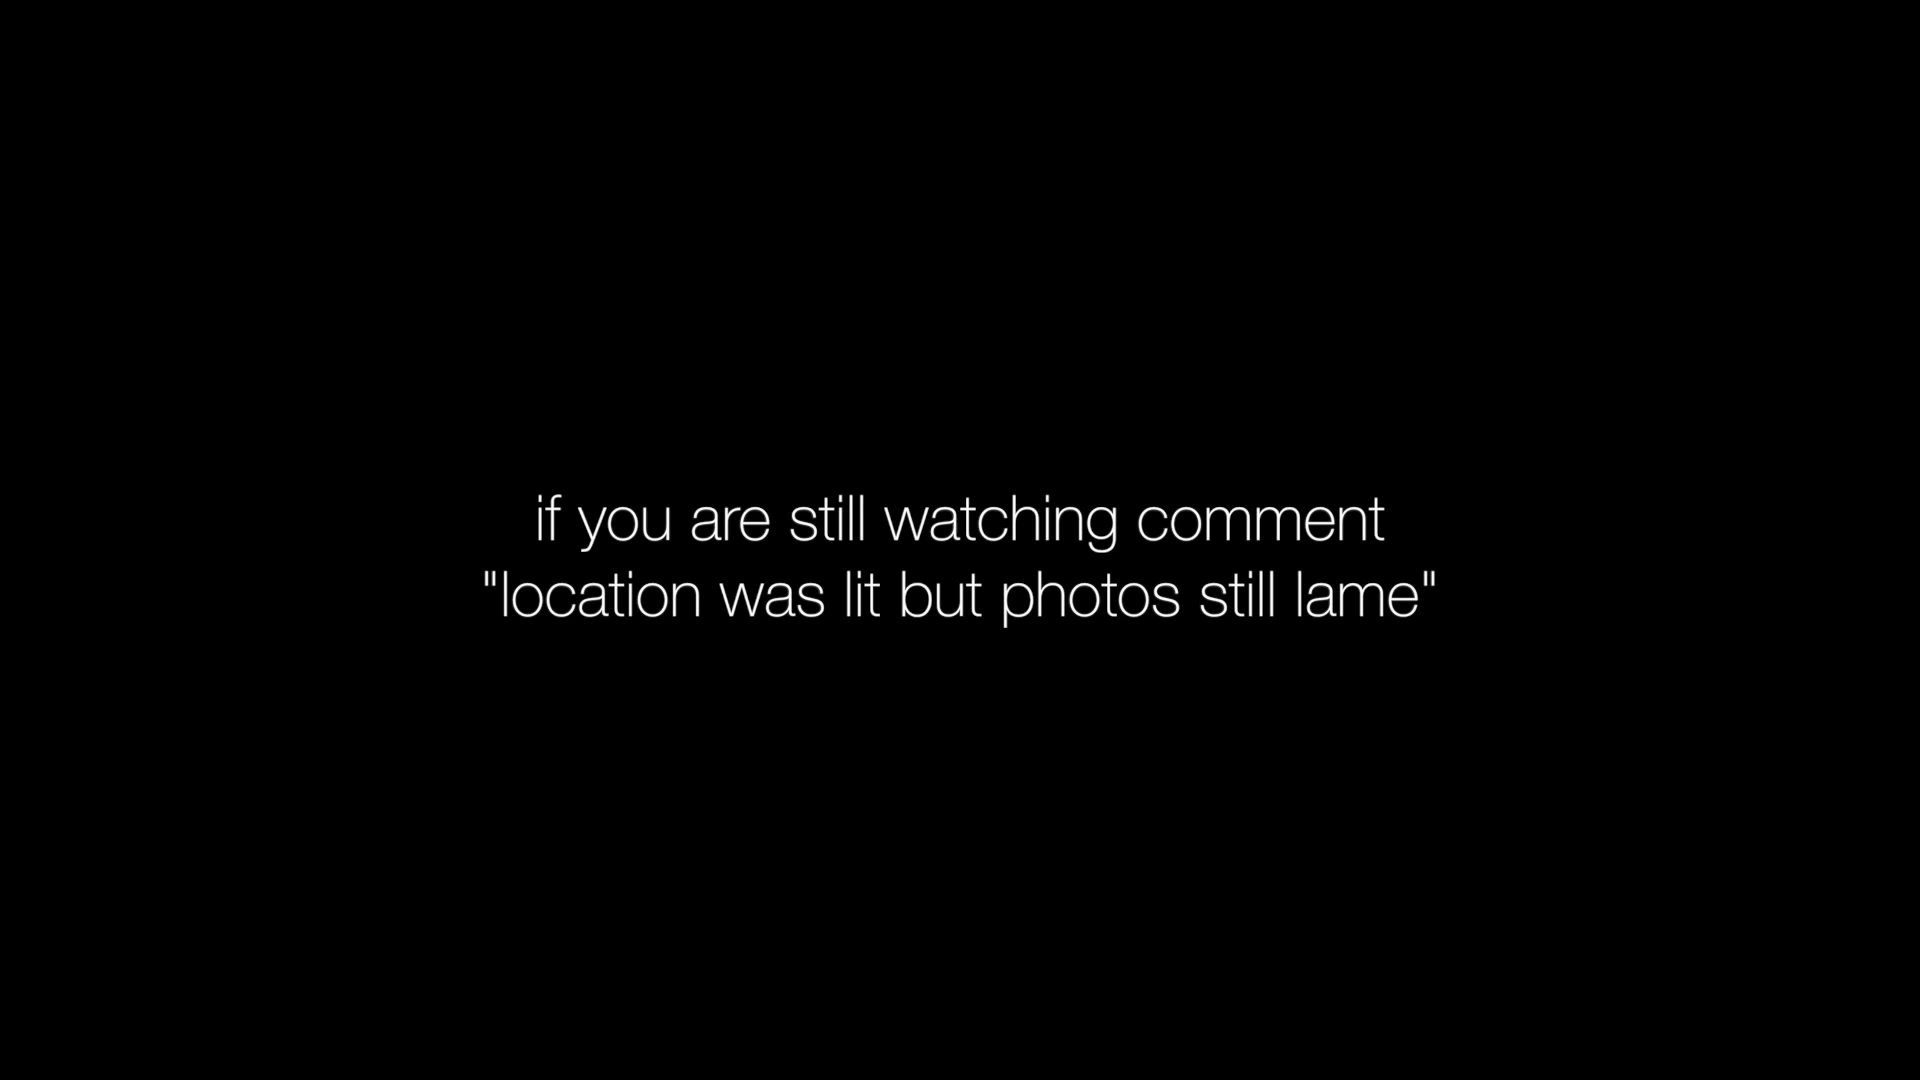 if you are still watching comment
"location was lit but photos still lame"